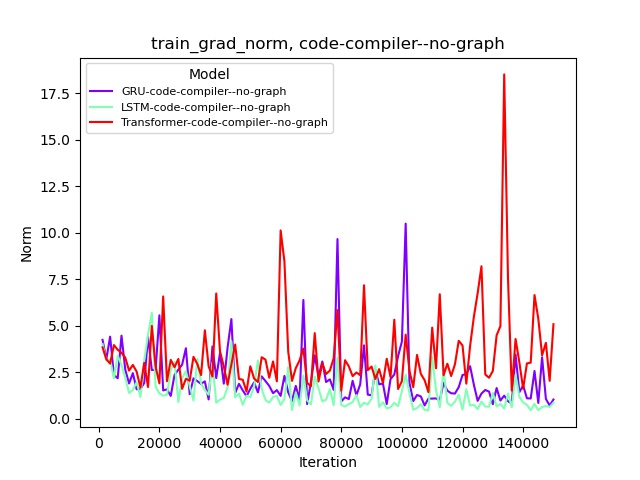 train_grad_norm, code-compiler--no-graph
Model
GRU-code-compiler--no-graph
LSTM-code-compiler--no-graph
Transformer-code-compiler--no-graph
17.5
15.0
12.5
10.0
7.5
5.0
2.5
0.0
Norm
0 20000 40000 60000 80000 100000 120000 140000
Iteration